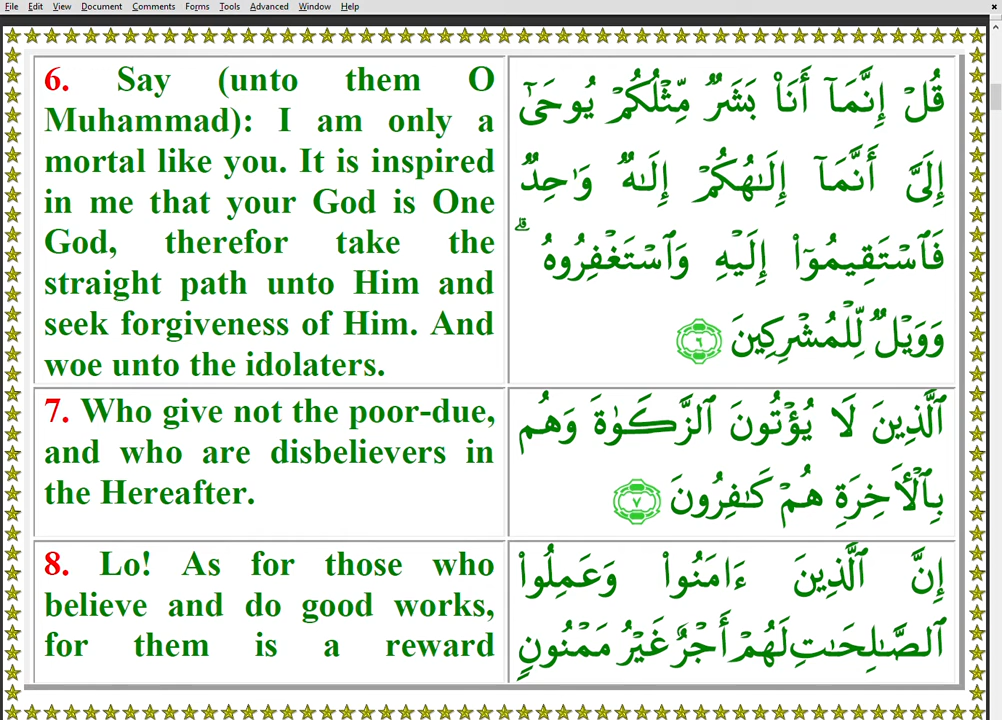 File Edit View Document Comments Forms Tools Advanced Window Help
6. Say (unto them O
Muhammad): I am only a
mortal like you. It is inspired
in me that your God is One
God, therefor take the
straight path unto Him and
seek forgiveness of Him. And
woe unto the idolaters.
قُلْ إِنَّمَآ أَنَا۠ بَشَرٌ مِّثْلُكُمْ يُوحَىٰٓ
إِلَىَّ أَنَّمَآ إِلَـٰهُكُمْ إِلَـٰهٌ وَٰحِدٌ
فَٱسْتَقِيمُوٓا۟ إِلَيْهِ وَٱسْتَغْفِرُوهُ ۗ
وَوَيْلٌ لِّلْمُشْرِكِينَ ٦
7. Who give not the poor-due,
and who are disbelievers in
the Hereafter.
ٱلَّذِينَ لَا يُؤْتُونَ ٱلزَّكَوٰةَ وَهُم
بِٱلْـَٔاخِرَةِ هُمْ كَـٰفِرُونَ ٧
8. Lo! As for those who
believe and do good works,
for them is a reward
إِنَّ ٱلَّذِينَ ءَامَنُوا۟ وَعَمِلُوا۟
ٱلصَّـٰلِحَـٰتِ لَهُمْ أَجْرٌ غَيْرُ مَمْنُونٍ